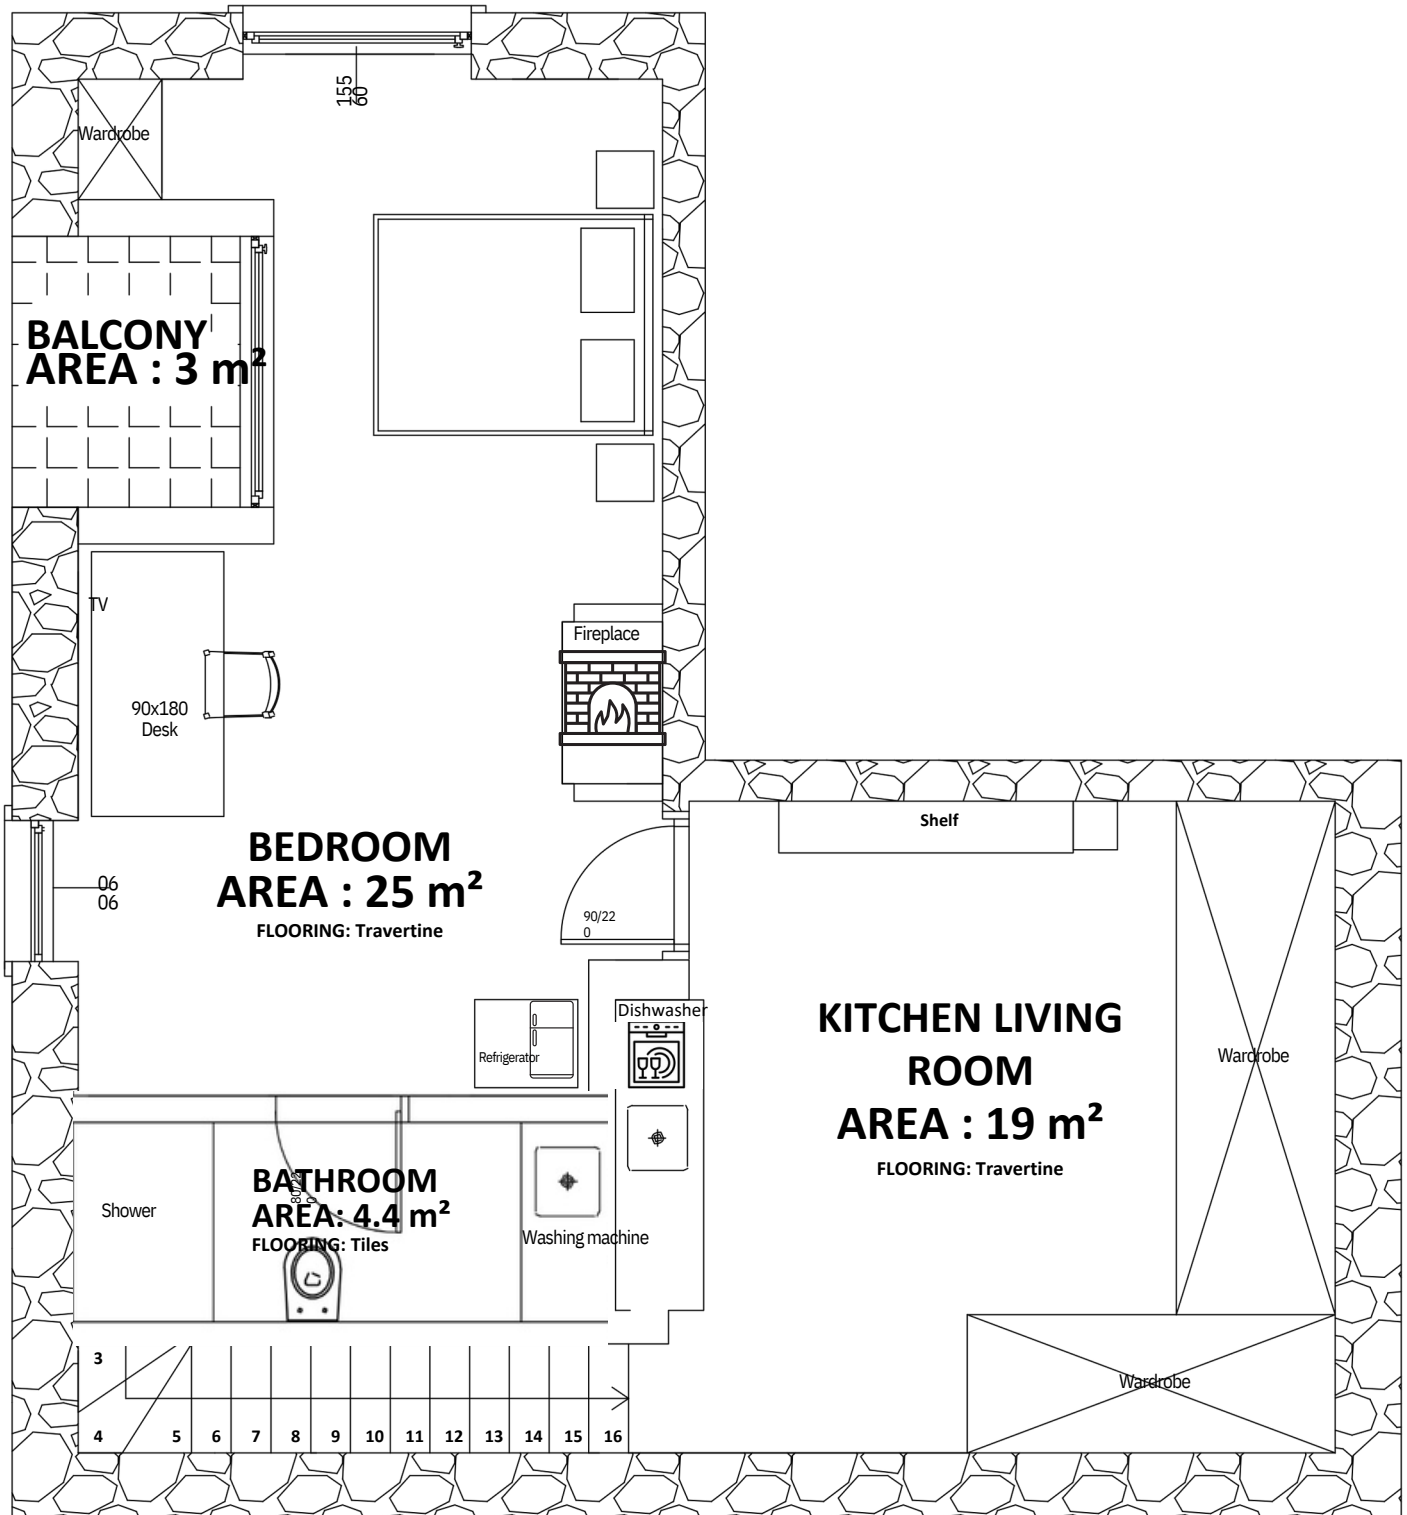 155
60
Wardrobe
BALCONY
AREA : 3 m²
TV
Fireplace
90x180
Desk
Shelf
BEDROOM
AREA : 25 m²
FLOORING: Travertine
06
06
90/22
0
Dishwasher
Refrigerator
KITCHEN LIVING
ROOM
AREA : 19 m²
FLOORING: Travertine
Wardrobe
BATHROOM
AREA: 4.4 m²
FLOORING: Tiles
80/22
0
Shower
Washing machine
Wardrobe
3
4 5 6 7 8 9 10 11 12 13 14 15 16